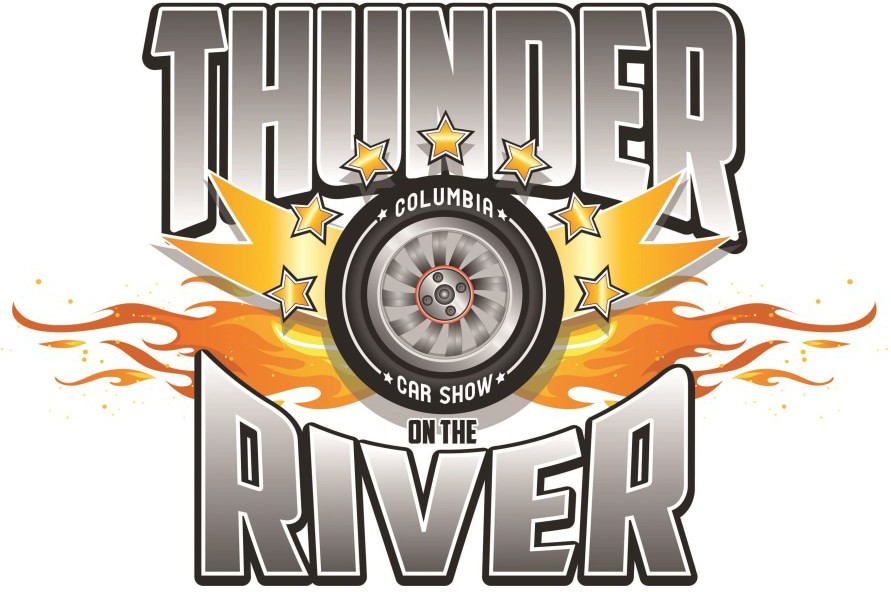 THUNDER
COLUMBIA
CAR SHOW
ON THE
RIVER